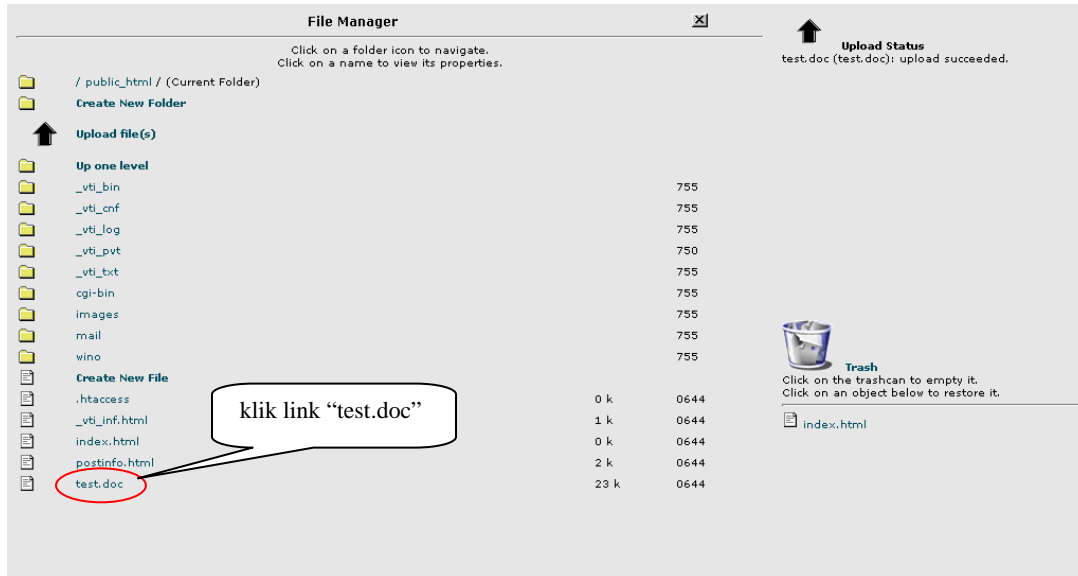 File Manager
Click on a folder icon to navigate.
Click on a name to view its properties.
/ public_html / (Current Folder)
Create New Folder
Upload file(s)
Up one level
_vti_bin 755
_vti_cnf 755
_vti_log 755
_vti_pvt 750
_vti_txt 755
cgi-bin 755
images 755
mail 755
wino 755
Create New File
.htaccess 0 k 0644
_vti_inf.html 1 k 0644
index.html 0 k 0644
postinfo.html 2 k 0644
test.doc 23 k 0644
klik link “test.doc”
Upload Status
test.doc (test.doc): upload succeeded.
Trash
Click on the trashcan to empty it.
Click on an object below to restore it.
index.html